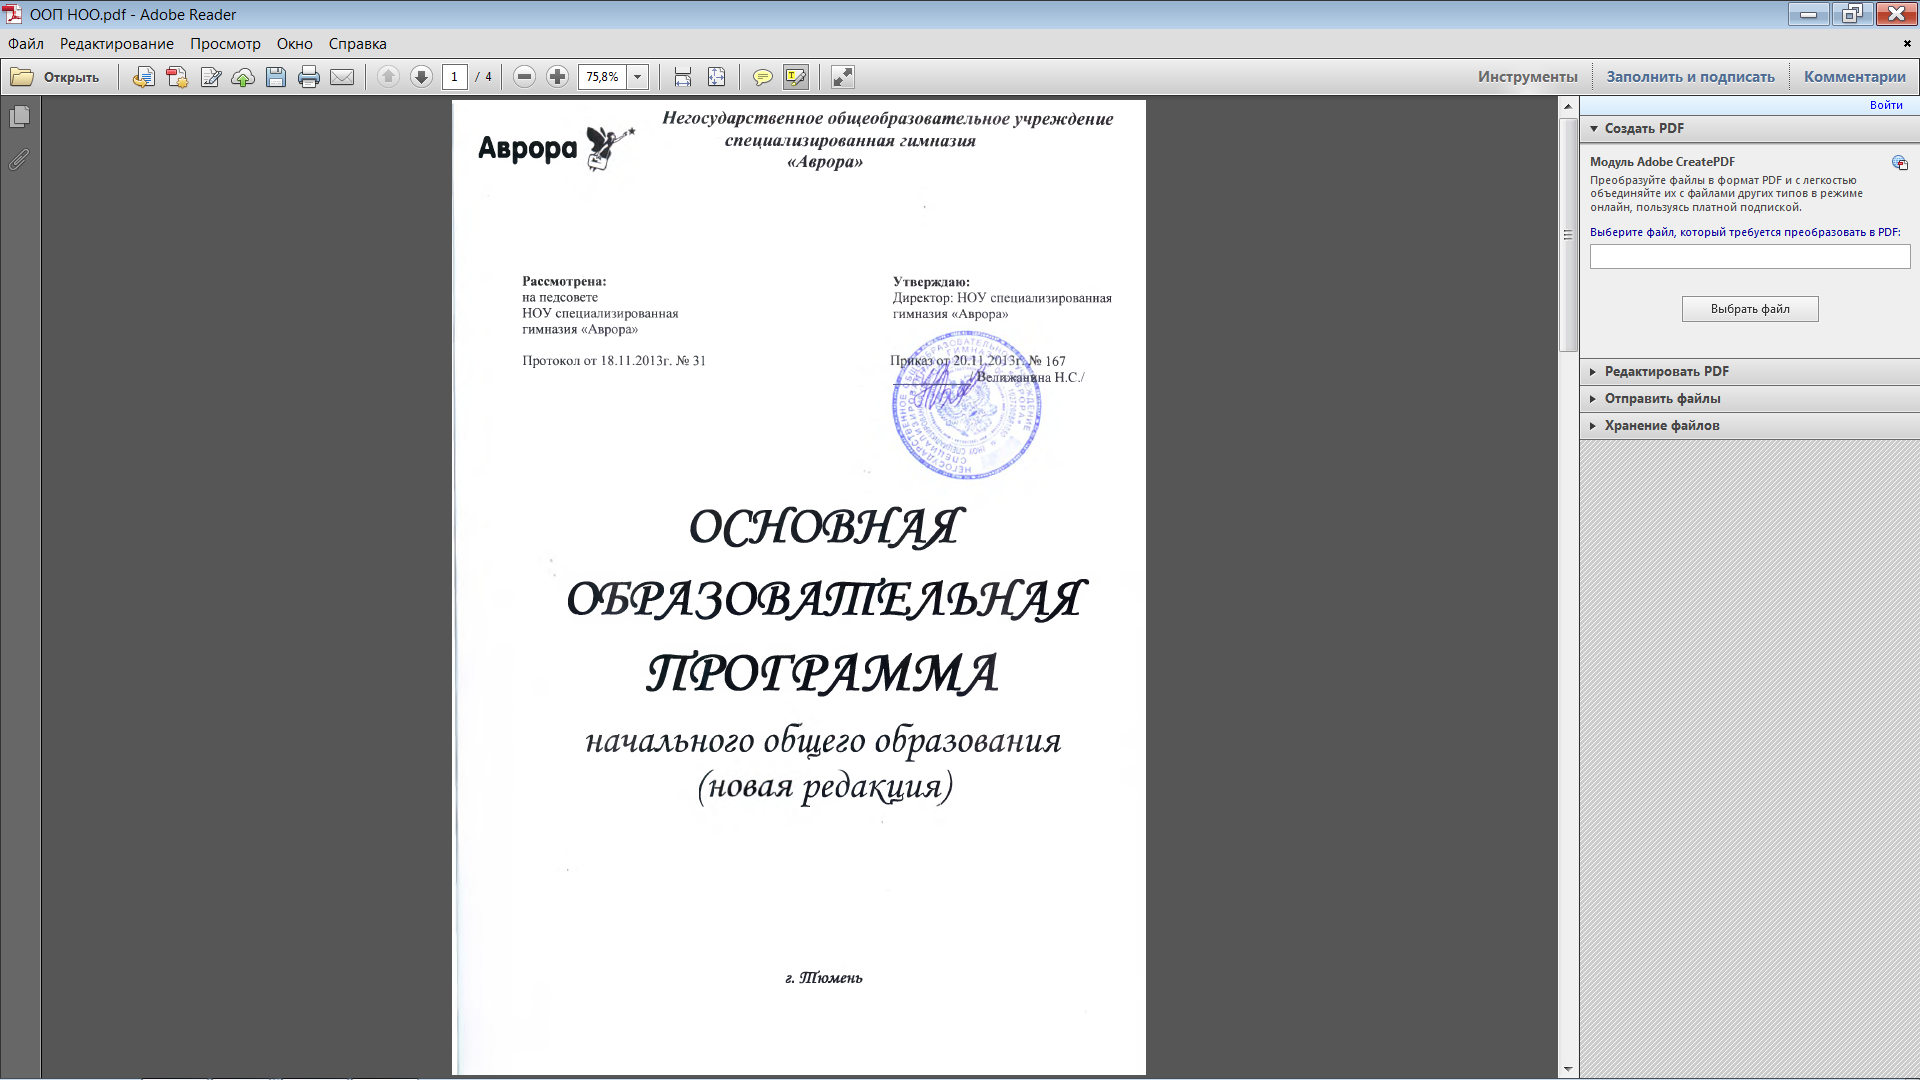 ООП НОО.pdf - Adobe Reader
Файл Редактирование Просмотр Окно Справка
Открыть 1 / 4 75,8% Инструменты Заполнить и подписать Комментарии
Войти
Создать PDF
Модуль Adobe CreatePDF
Преобразуйте файлы в формат PDF и с легкостью
объединяйте их с файлами других типов в режиме
онлайн, пользуясь платной подпиской.
Выберите файл, который требуется преобразовать в PDF:
Выбрать файл
Редактировать PDF
Отправить файлы
Хранение файлов
Аврора
Негосударственное общеобразовательное учреждение
специализированная гимназия
«Аврора»
Рассмотрена:
на педсовете
НОУ специализированная
гимназия «Аврора»
Протокол от 18.11.2013г. № 31
Утверждаю:
Директор: НОУ специализированная
гимназия «Аврора»
Приказ от 20.11.2013г. № 167
/ Велижанина Н.С./
ОСНОВНАЯ
ОБРАЗОВАТЕЛЬНАЯ
ПРОГРАММА
начального общего образования
(новая редакция)
г. Тюмень